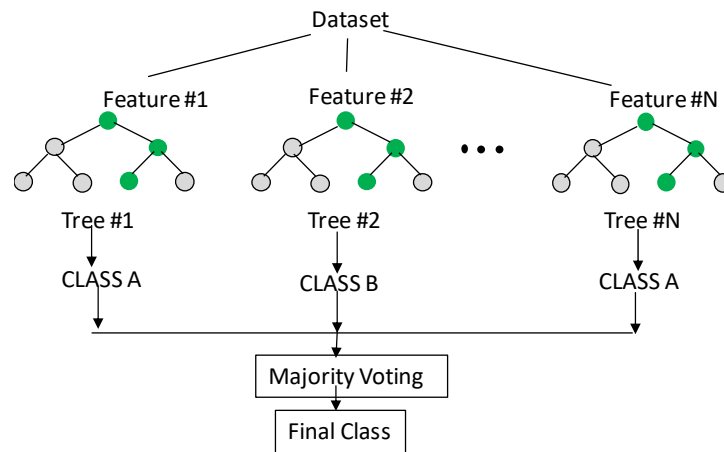 Dataset
Feature #1 Feature #2 Feature #N
Tree #1 Tree #2 Tree #N
CLASS A CLASS B CLASS A
Majority Voting
Final Class